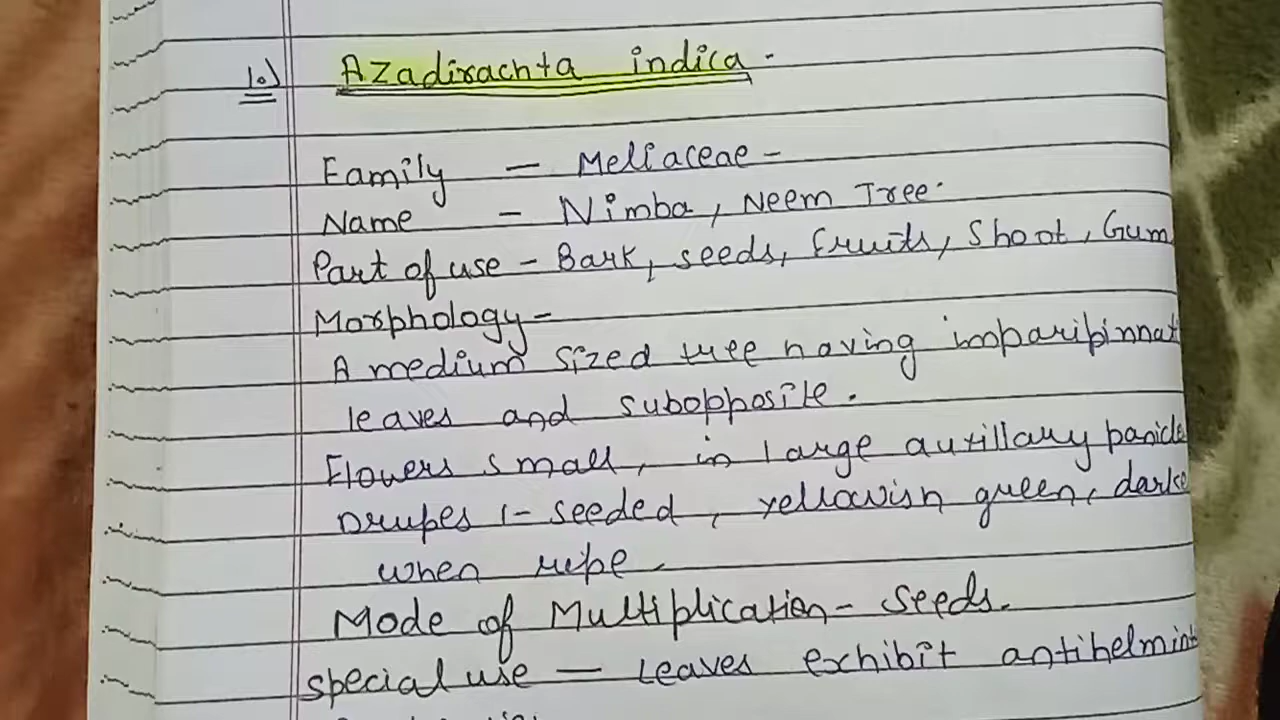 10) Azadirachta indica.
Family - Meliaceae -
Name - Nimba, Neem Tree.
Part of use - Bark, seeds, fruits, Shoot, Gum
Morphology -
A medium sized tree having imparipinnat
leaves and subopposite.
Flowers small, in large auxillary panicle
Drupes 1-seeded, yellowish green, darke
when ripe.
Mode of Multiplication - Seeds.
special use - Leaves exhibit antihelmint